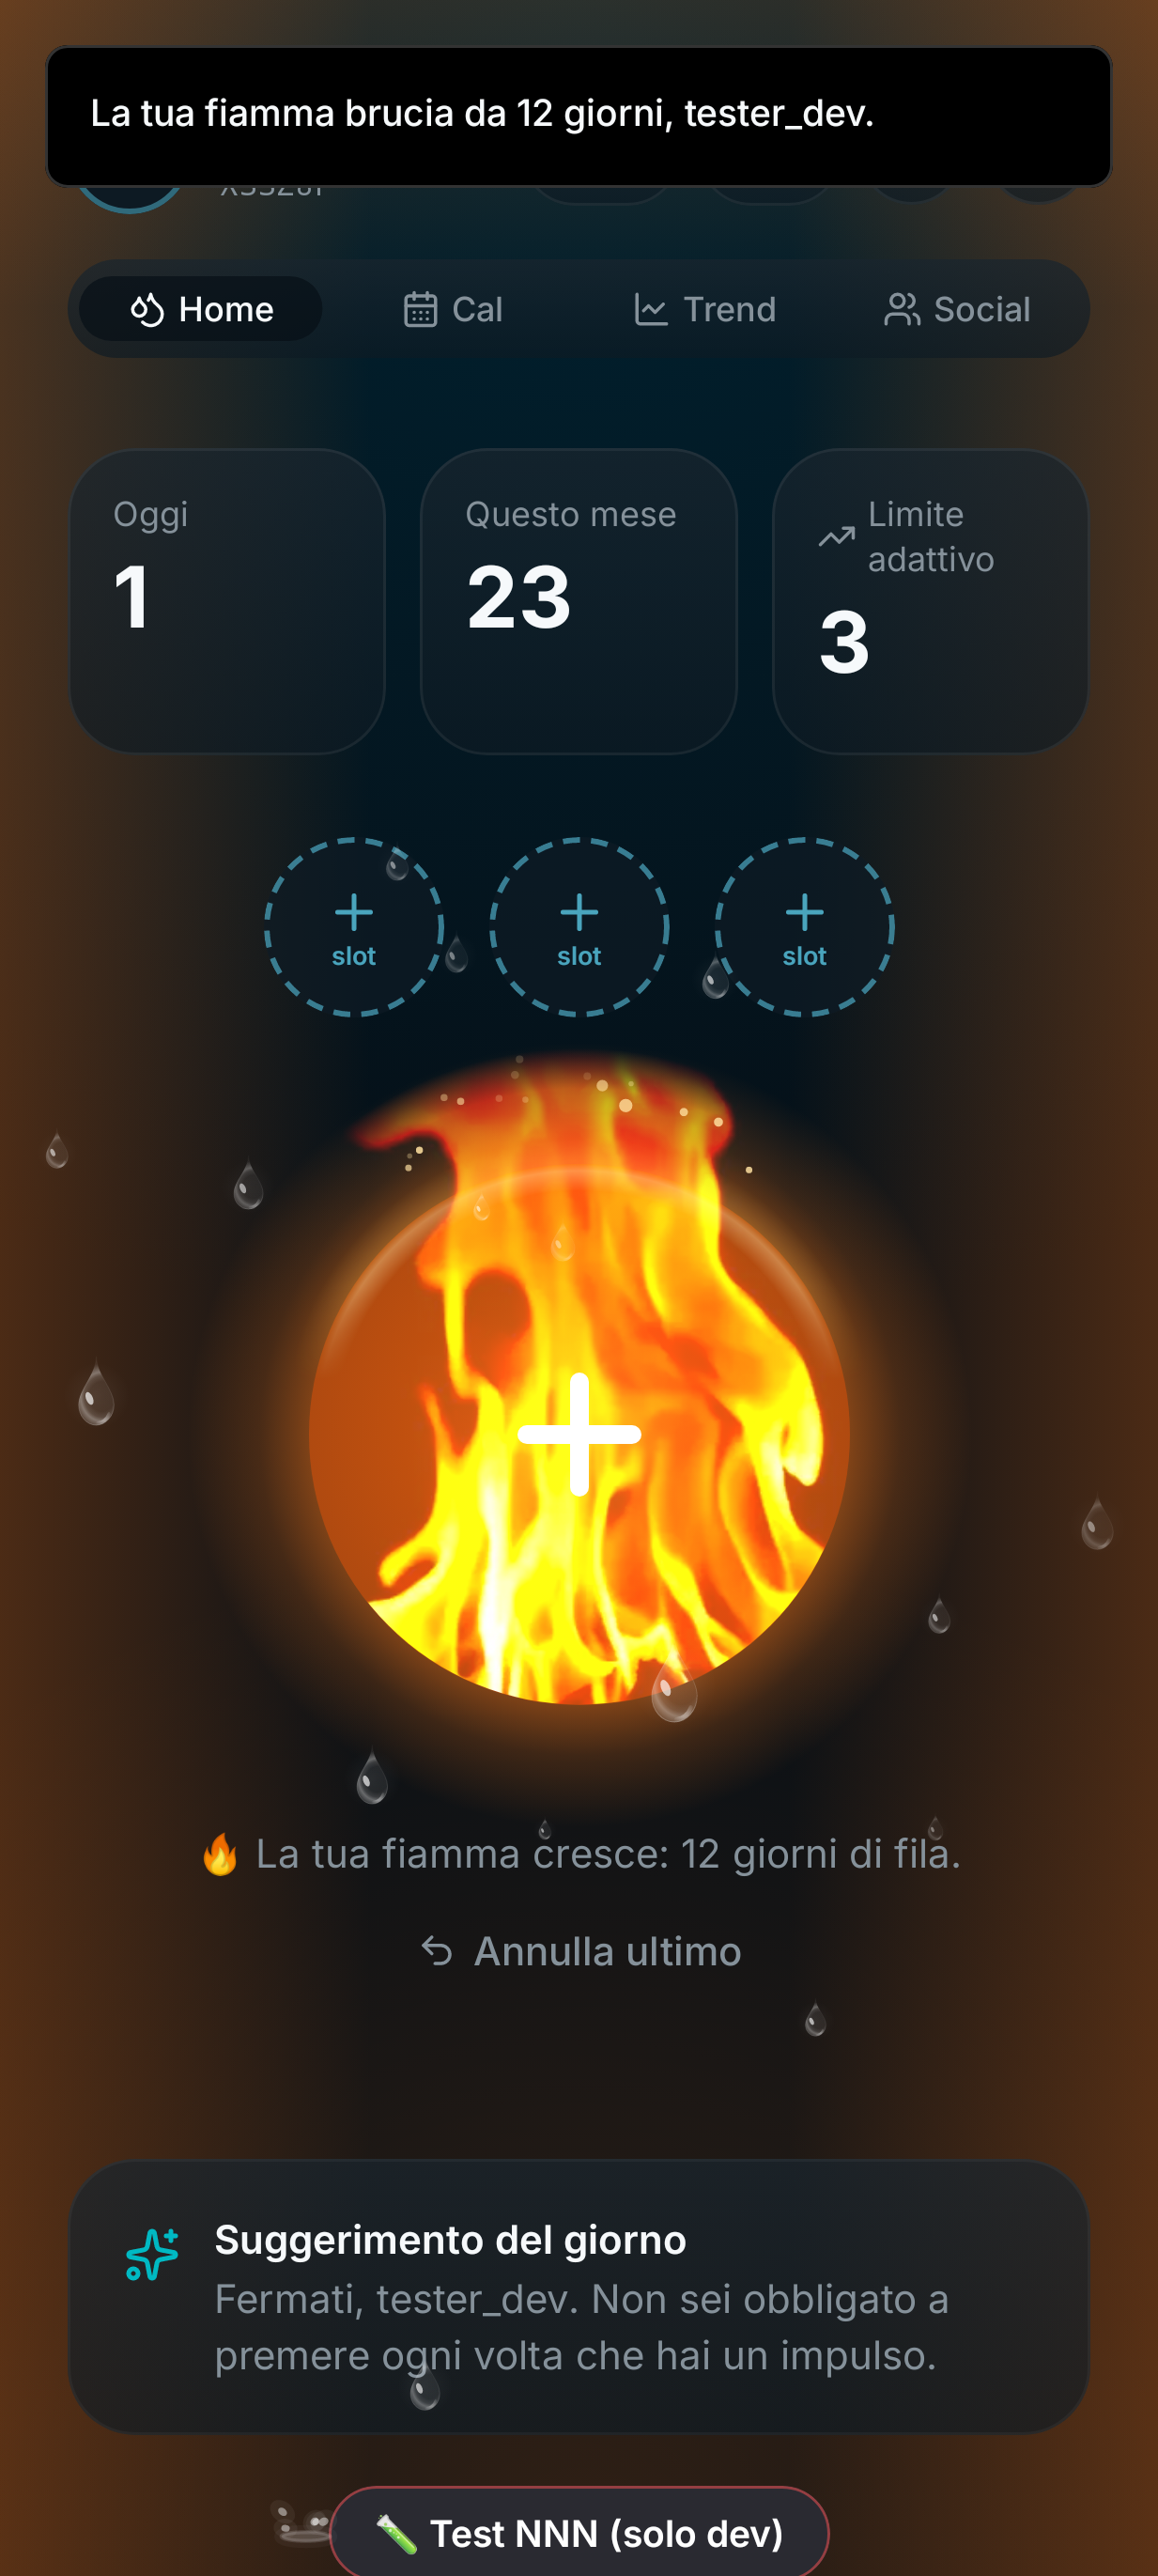 La tua fiamma brucia da 12 giorni, tester_dev.
Home
Cal
Trend
Social
Oggi
1
Questo mese
23
Limite
adattivo
3
slot
slot
slot
🔥 La tua fiamma cresce: 12 giorni di fila.
Annulla ultimo
Suggerimento del giorno
Fermati, tester_dev. Non sei obbligato a
premere ogni volta che hai un impulso.
🧪 Test NNN (solo dev)